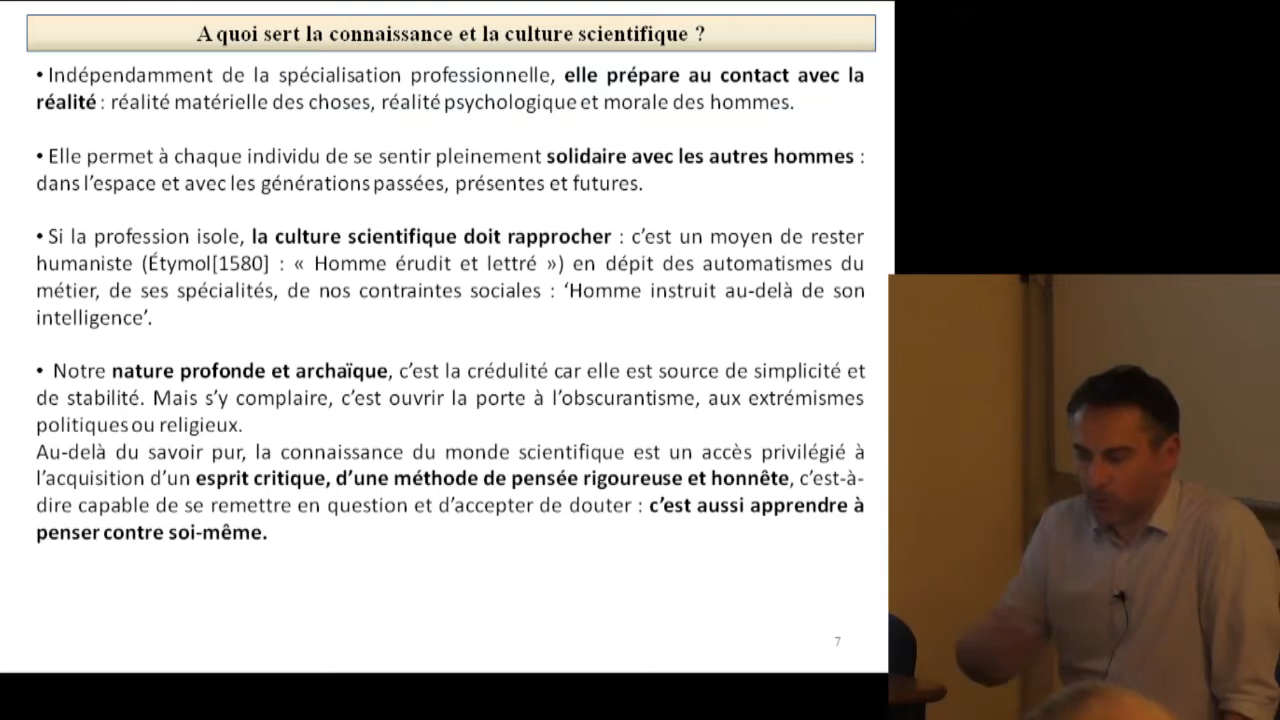 A quoi sert la connaissance et la culture scientifique ?
• Indépendamment de la spécialisation professionnelle, elle prépare au contact avec la
réalité : réalité matérielle des choses, réalité psychologique et morale des hommes.
• Elle permet à chaque individu de se sentir pleinement solidaire avec les autres hommes :
dans l’espace et avec les générations passées, présentes et futures.
• Si la profession isole, la culture scientifique doit rapprocher : c’est un moyen de rester
humaniste (Étymol[1580] : « Homme érudit et lettré ») en dépit des automatismes du
métier, de ses spécialités, de nos contraintes sociales : ‘Homme instruit au-delà de son
intelligence’.
• Notre nature profonde et archaïque, c’est la crédulité car elle est source de simplicité et
de stabilité. Mais s’y complaire, c’est ouvrir la porte à l’obscurantisme, aux extrémismes
politiques ou religieux.
Au-delà du savoir pur, la connaissance du monde scientifique est un accès privilégié à
l’acquisition d’un esprit critique, d’une méthode de pensée rigoureuse et honnête, c’est-à-
dire capable de se remettre en question et d’accepter de douter : c’est aussi apprendre à
penser contre soi-même.
7